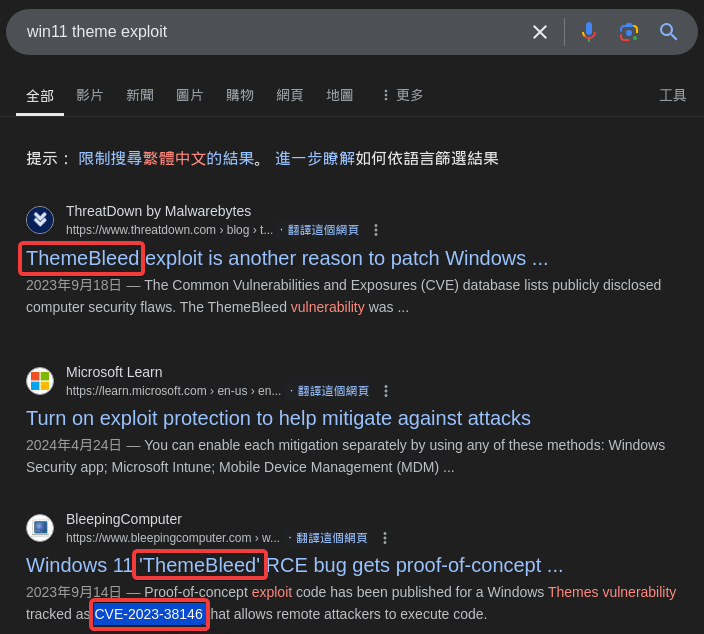 win11 theme exploit
全部 影片 新聞 圖片 購物 網頁 地圖 更多 工具
提示： 限制搜尋繁體中文的結果。 進一步瞭解如何依語言篩選結果
ThreatDown by Malwarebytes
https://www.threatdown.com › blog › t... · 翻譯這個網頁
ThemeBleed exploit is another reason to patch Windows ...
2023年9月18日 — The Common Vulnerabilities and Exposures (CVE) database lists publicly disclosed
computer security flaws. The ThemeBleed vulnerability was ...
Microsoft Learn
https://learn.microsoft.com › en-us › en... · 翻譯這個網頁
Turn on exploit protection to help mitigate against attacks
2024年4月24日 — You can enable each mitigation separately by using any of these methods: Windows
Security app; Microsoft Intune; Mobile Device Management (MDM) ...
BleepingComputer
https://www.bleepingcomputer.com › w... · 翻譯這個網頁
Windows 11 'ThemeBleed' RCE bug gets proof-of-concept ...
2023年9月14日 — Proof-of-concept exploit code has been published for a Windows Themes vulnerability
tracked as CVE-2023-38146 that allows remote attackers to execute code.